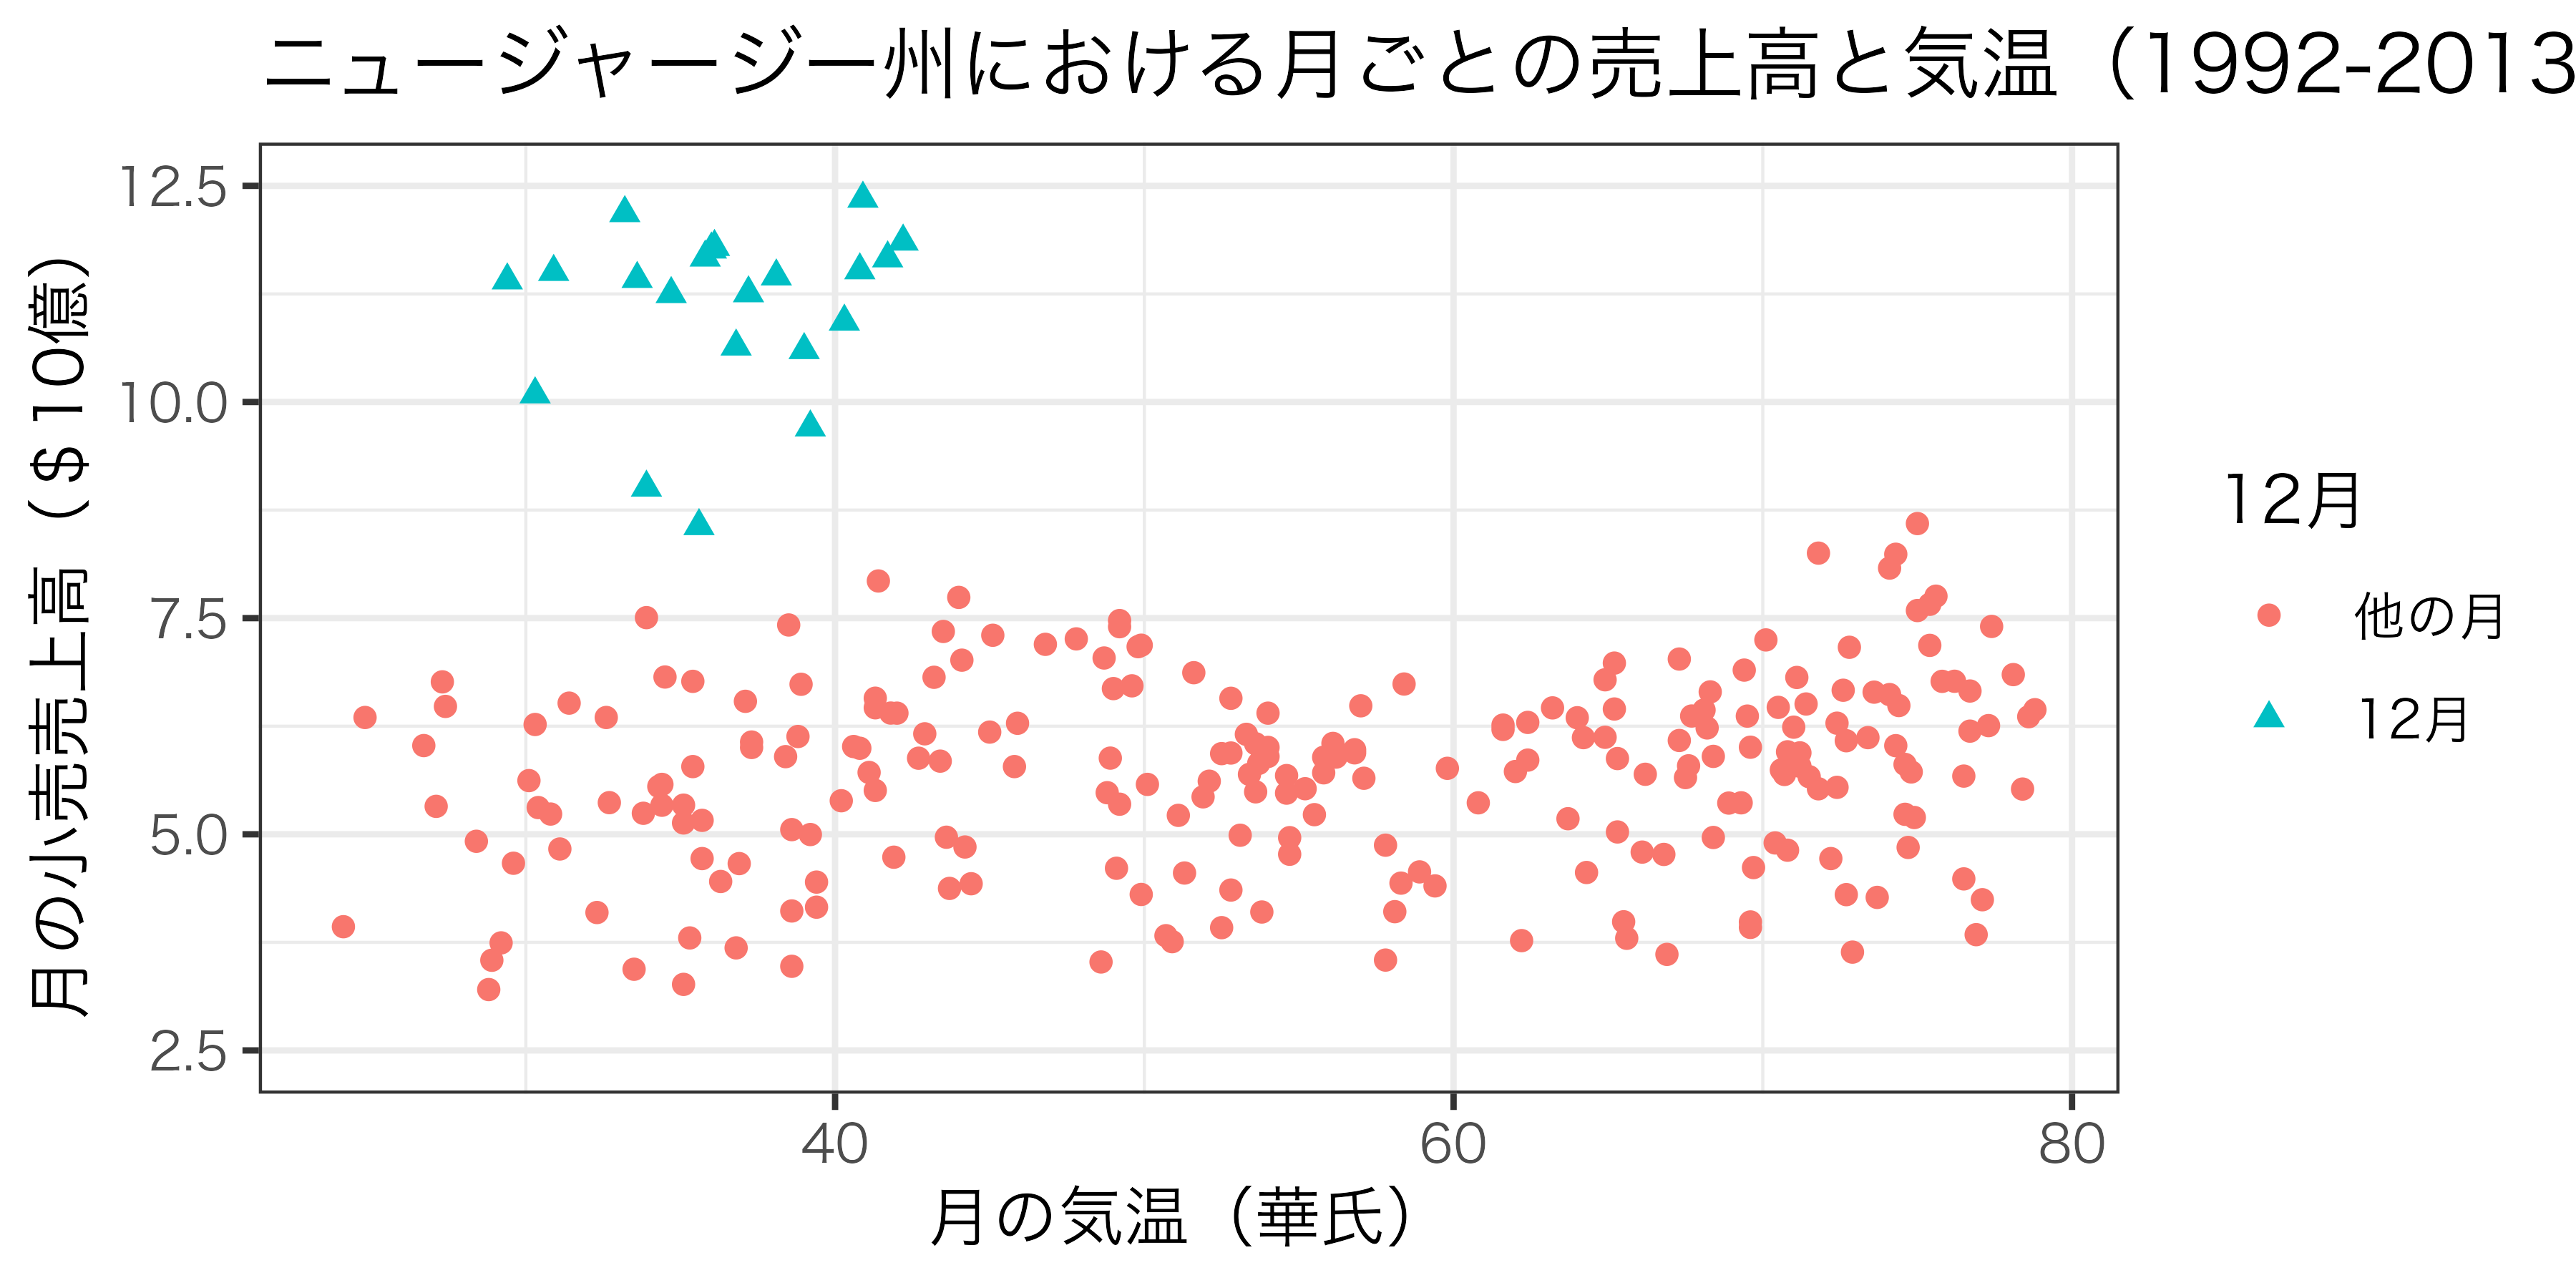 ニュージャージー州における月ごとの売上高と気温（1992-2013
月の小売売上高（＄10億）
12.5
10.0
7.5
5.0
2.5
40 60 80
月の気温（華氏）
12月
他の月
12月